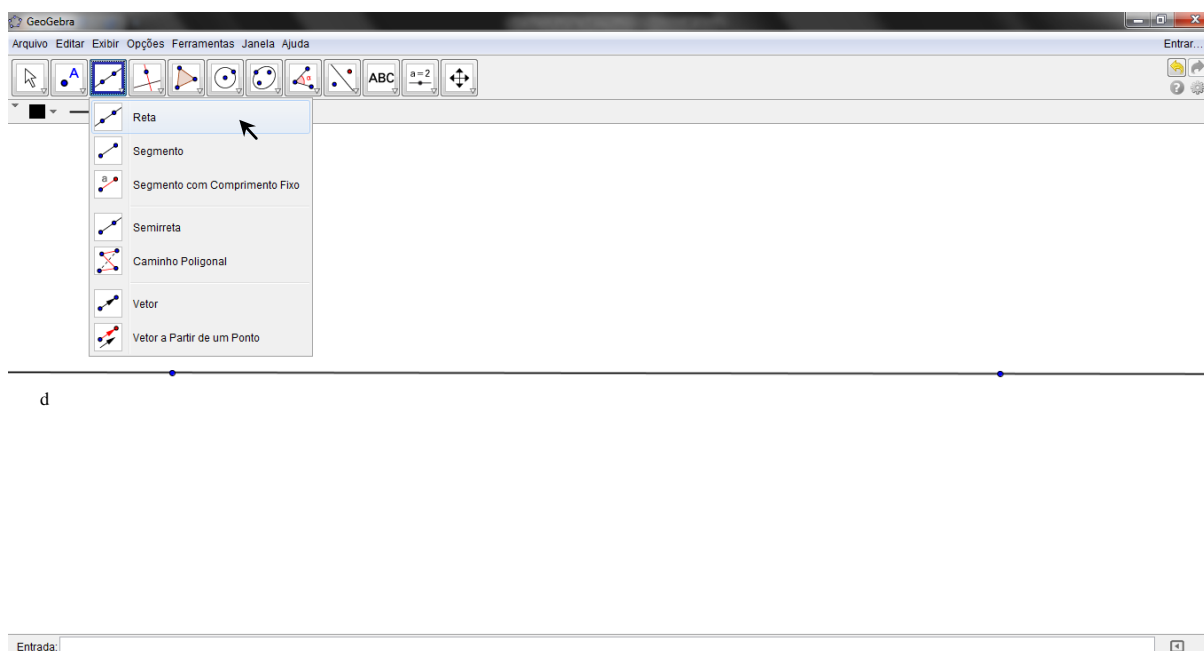 GeoGebra
Arquivo Editar Exibir Opções Ferramentas Janela Ajuda
Entrar...
A
α
ABC
a=2
Reta
Segmento
a
Segmento com Comprimento Fixo
Semirreta
Caminho Poligonal
Vetor
Vetor a Partir de um Ponto
d
Entrada: